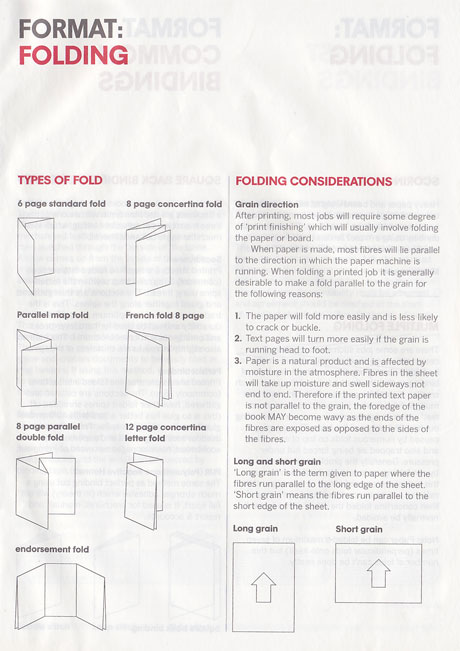 FORMAT:
FOLDING
TYPES OF FOLD
6 page standard fold
8 page concertina fold
Parallel map fold
French fold 8 page
8 page parallel
double fold
12 page concertina
letter fold
endorsement fold
FOLDING CONSIDERATIONS
Grain direction
After printing, most jobs will require some degree
of 'print finishing' which will usually involve folding
the paper or board.
When paper is made, most fibres will lie parallel
to the direction in which the paper machine is
running. When folding a printed job it is generally
desirable to make a fold parallel to the grain for
the following reasons:
1. The paper will fold more easily and is less likely
to crack or buckle.
2. Text pages will turn more easily if the grain is
running head to foot.
3. Paper is a natural product and is affected by
moisture in the atmosphere. Fibres in the sheet
will take up moisture and swell sideways not
end to end. Therefore if the printed text paper
is not parallel to the grain, the foredge of the
book MAY become wavy as the ends of the
fibres are exposed as opposed to the sides of
the fibres.
Long and short grain
'Long grain' is the term given to paper where the
fibres run parallel to the long edge of the sheet.
'Short grain' means the fibres run parallel to the
short edge of the sheet.
Long grain
Short grain